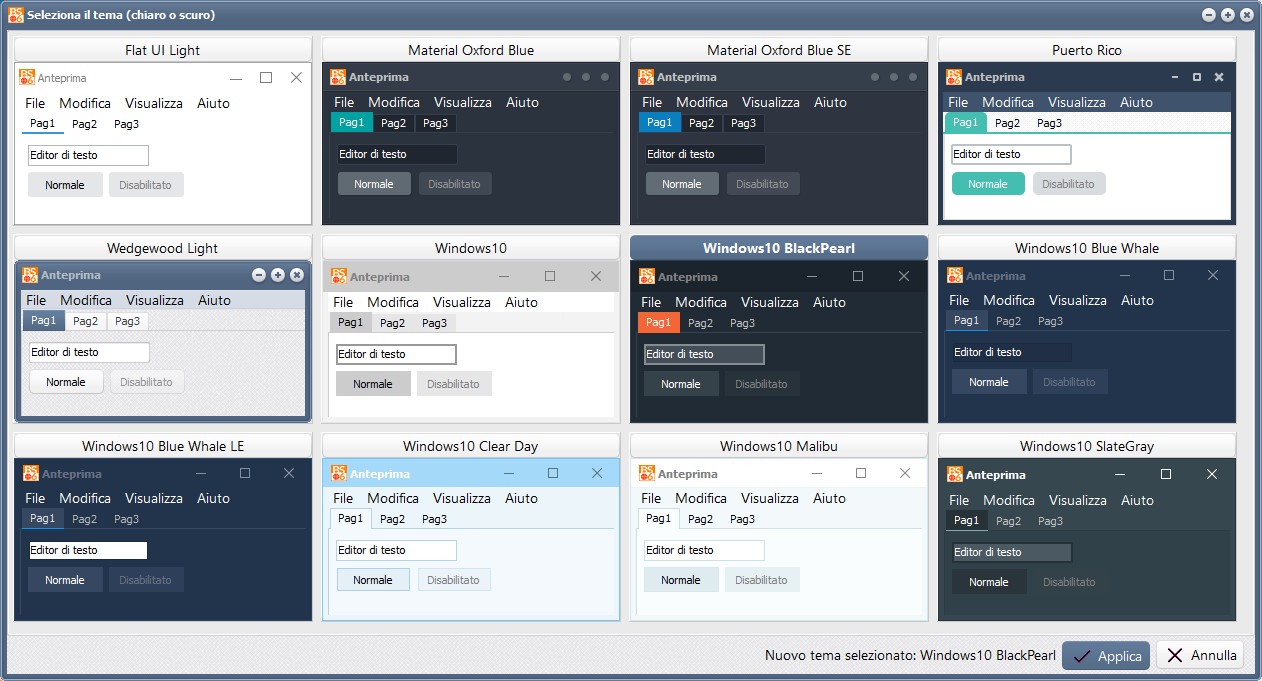 Seleziona il tema (chiaro o scuro)
Flat UI Light
Anteprima
File Modifica Visualizza Aiuto
Pag1 Pag2 Pag3
Editor di testo
Normale Disabilitato
Material Oxford Blue
Anteprima
File Modifica Visualizza Aiuto
Pag1 Pag2 Pag3
Editor di testo
Normale Disabilitato
Material Oxford Blue SE
Anteprima
File Modifica Visualizza Aiuto
Pag1 Pag2 Pag3
Editor di testo
Normale Disabilitato
Puerto Rico
Anteprima
File Modifica Visualizza Aiuto
Pag1 Pag2 Pag3
Editor di testo
Normale Disabilitato
Wedgewood Light
Anteprima
File Modifica Visualizza Aiuto
Pag1 Pag2 Pag3
Editor di testo
Normale Disabilitato
Windows10
Anteprima
File Modifica Visualizza Aiuto
Pag1 Pag2 Pag3
Editor di testo
Normale Disabilitato
Windows10 BlackPearl
Anteprima
File Modifica Visualizza Aiuto
Pag1 Pag2 Pag3
Editor di testo
Normale Disabilitato
Windows10 Blue Whale
Anteprima
File Modifica Visualizza Aiuto
Pag1 Pag2 Pag3
Editor di testo
Normale Disabilitato
Windows10 Blue Whale LE
Anteprima
File Modifica Visualizza Aiuto
Pag1 Pag2 Pag3
Editor di testo
Normale Disabilitato
Windows10 Clear Day
Anteprima
File Modifica Visualizza Aiuto
Pag1 Pag2 Pag3
Editor di testo
Normale Disabilitato
Windows10 Malibu
Anteprima
File Modifica Visualizza Aiuto
Pag1 Pag2 Pag3
Editor di testo
Normale Disabilitato
Windows10 SlateGray
Anteprima
File Modifica Visualizza Aiuto
Pag1 Pag2 Pag3
Editor di testo
Normale Disabilitato
Nuovo tema selezionato: Windows10 BlackPearl Applica Annulla